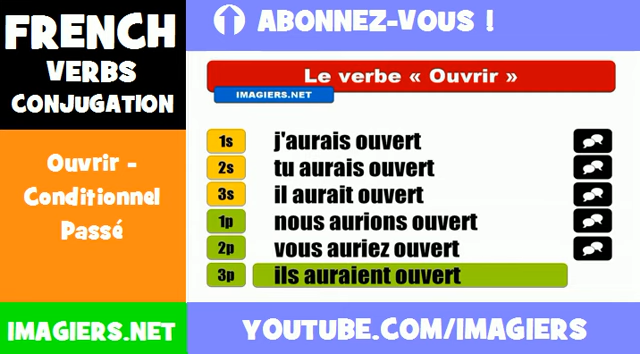 FRENCH
VERBS
CONJUGATION
Ouvrir -
Conditionnel
Passé
IMAGIERS.NET
ABONNEZ-VOUS !
Le verbe « Ouvrir »
IMAGIERS.NET
1s j'aurais ouvert
2s tu aurais ouvert
3s il aurait ouvert
1p nous aurions ouvert
2p vous auriez ouvert
3p ils auraient ouvert
YOUTUBE.COM/IMAGIERS